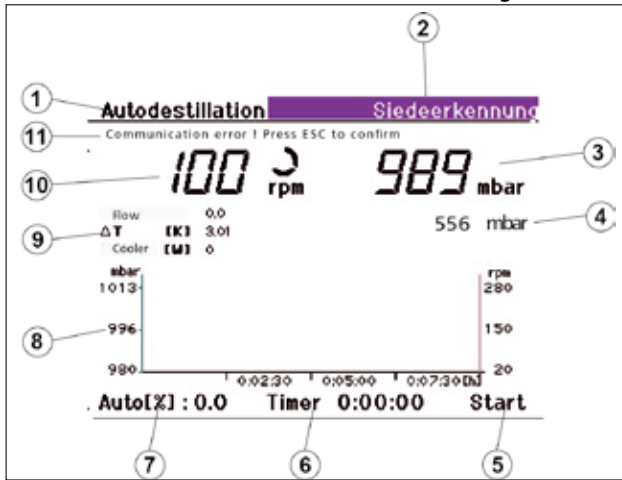 2
1 Autodestillation Siedeerkennung
11 Communication error ! Press ESC to confirm
10 100 rpm 989 mbar 3
Flow 0.0 556 mbar 4
9 Δ T [K] 3.01
Cooler [W] 0
mbar rpm
1013 280
8 996 150
980 20
0:02:30 0:05:00 0:07:30 [h]
Auto[%] : 0.0 Timer 0:00:00 Start
7 6 5